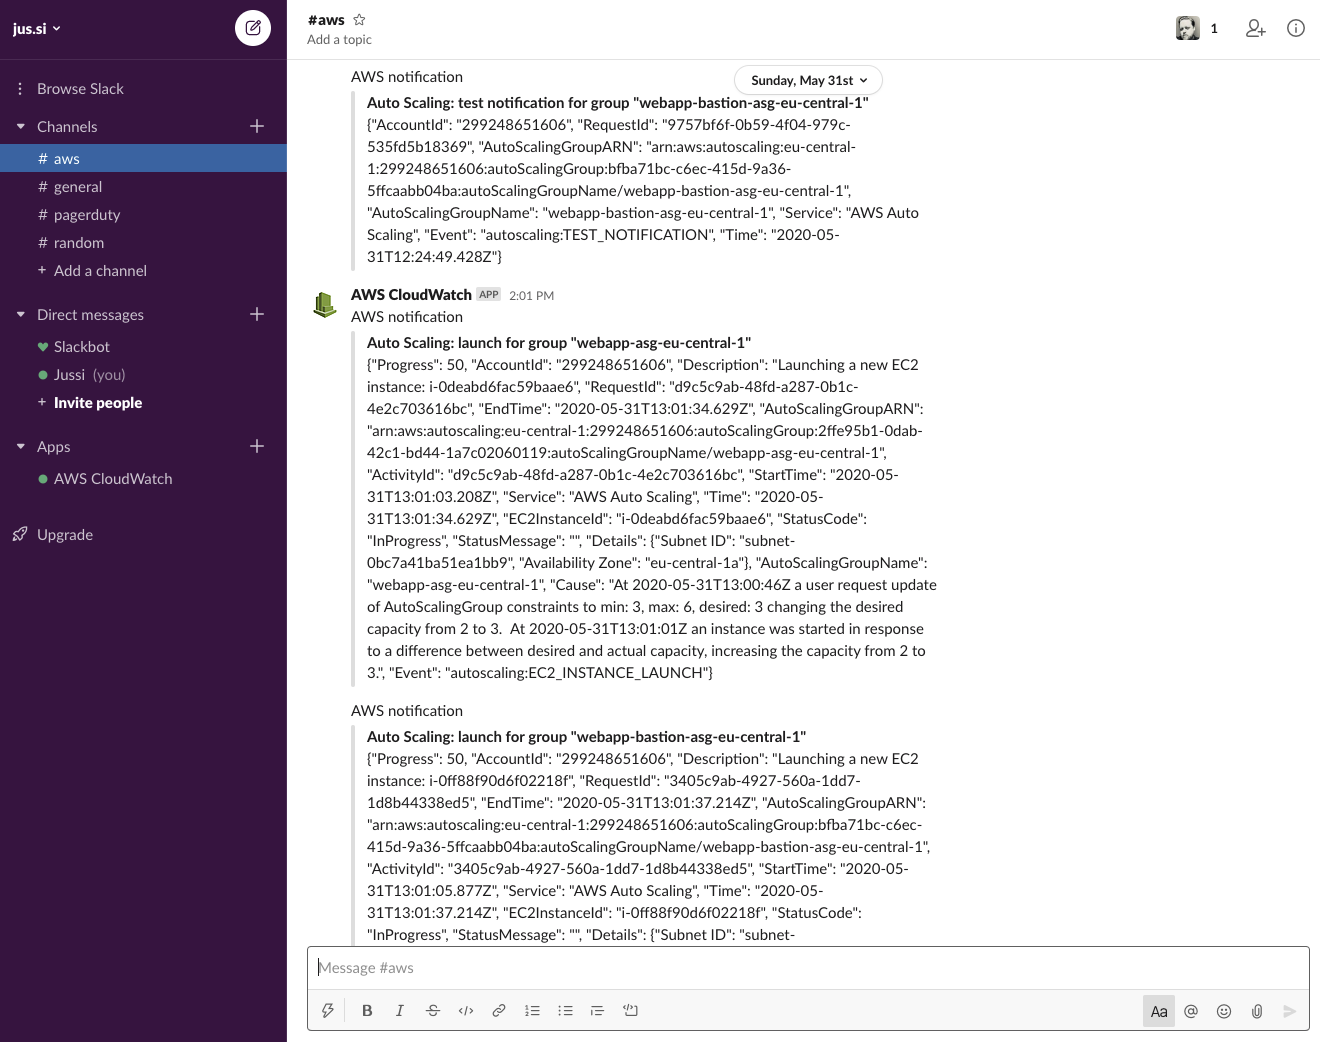 jus.si
Browse Slack
Channels
# aws
# general
# pagerduty
# random
+ Add a channel
Direct messages
Slackbot
Jussi (you)
+ Invite people
Apps
AWS CloudWatch
Upgrade
#aws
Add a topic
1
Sunday, May 31st
AWS notification
Auto Scaling: test notification for group "webapp-bastion-asg-eu-central-1"
{"AccountId": "299248651606", "RequestId": "9757bf6f-0b59-4f04-979c-
535fd5b18369", "AutoScalingGroupARN": "arn:aws:autoscaling:eu-central-
1:299248651606:autoScalingGroup:bfba71bc-c6ec-415d-9a36-
5ffcaabb04ba:autoScalingGroupName/webapp-bastion-asg-eu-central-1",
"AutoScalingGroupName": "webapp-bastion-asg-eu-central-1", "Service": "AWS Auto
Scaling", "Event": "autoscaling:TEST_NOTIFICATION", "Time": "2020-05-
31T12:24:49.428Z"}
AWS CloudWatch APP 2:01 PM
AWS notification
Auto Scaling: launch for group "webapp-asg-eu-central-1"
{"Progress": 50, "AccountId": "299248651606", "Description": "Launching a new EC2
instance: i-0deabd6fac59baae6", "RequestId": "d9c5c9ab-48fd-a287-0b1c-
4e2c703616bc", "EndTime": "2020-05-31T13:01:34.629Z", "AutoScalingGroupARN":
"arn:aws:autoscaling:eu-central-1:299248651606:autoScalingGroup:2ffe95b1-0dab-
42c1-bd44-1a7c02060119:autoScalingGroupName/webapp-asg-eu-central-1",
"ActivityId": "d9c5c9ab-48fd-a287-0b1c-4e2c703616bc", "StartTime": "2020-05-
31T13:01:03.208Z", "Service": "AWS Auto Scaling", "Time": "2020-05-
31T13:01:34.629Z", "EC2InstanceId": "i-0deabd6fac59baae6", "StatusCode":
"InProgress", "StatusMessage": "", "Details": {"Subnet ID": "subnet-
0bc7a41ba51ea1bb9", "Availability Zone": "eu-central-1a"}, "AutoScalingGroupName":
"webapp-asg-eu-central-1", "Cause": "At 2020-05-31T13:00:46Z a user request update
of AutoScalingGroup constraints to min: 3, max: 6, desired: 3 changing the desired
capacity from 2 to 3.  At 2020-05-31T13:01:01Z an instance was started in response
to a difference between desired and actual capacity, increasing the capacity from 2 to
3.", "Event": "autoscaling:EC2_INSTANCE_LAUNCH"}
AWS notification
Auto Scaling: launch for group "webapp-bastion-asg-eu-central-1"
{"Progress": 50, "AccountId": "299248651606", "Description": "Launching a new EC2
instance: i-0ff88f90d6f02218f", "RequestId": "3405c9ab-4927-560a-1dd7-
1d8b44338ed5", "EndTime": "2020-05-31T13:01:37.214Z", "AutoScalingGroupARN":
"arn:aws:autoscaling:eu-central-1:299248651606:autoScalingGroup:bfba71bc-c6ec-
415d-9a36-5ffcaabb04ba:autoScalingGroupName/webapp-bastion-asg-eu-central-1",
"ActivityId": "3405c9ab-4927-560a-1dd7-1d8b44338ed5", "StartTime": "2020-05-
31T13:01:05.877Z", "Service": "AWS Auto Scaling", "Time": "2020-05-
31T13:01:37.214Z", "EC2InstanceId": "i-0ff88f90d6f02218f", "StatusCode":
"InProgress", "StatusMessage": "", "Details": {"Subnet ID": "subnet-
Message #aws
B I S </> Aa @